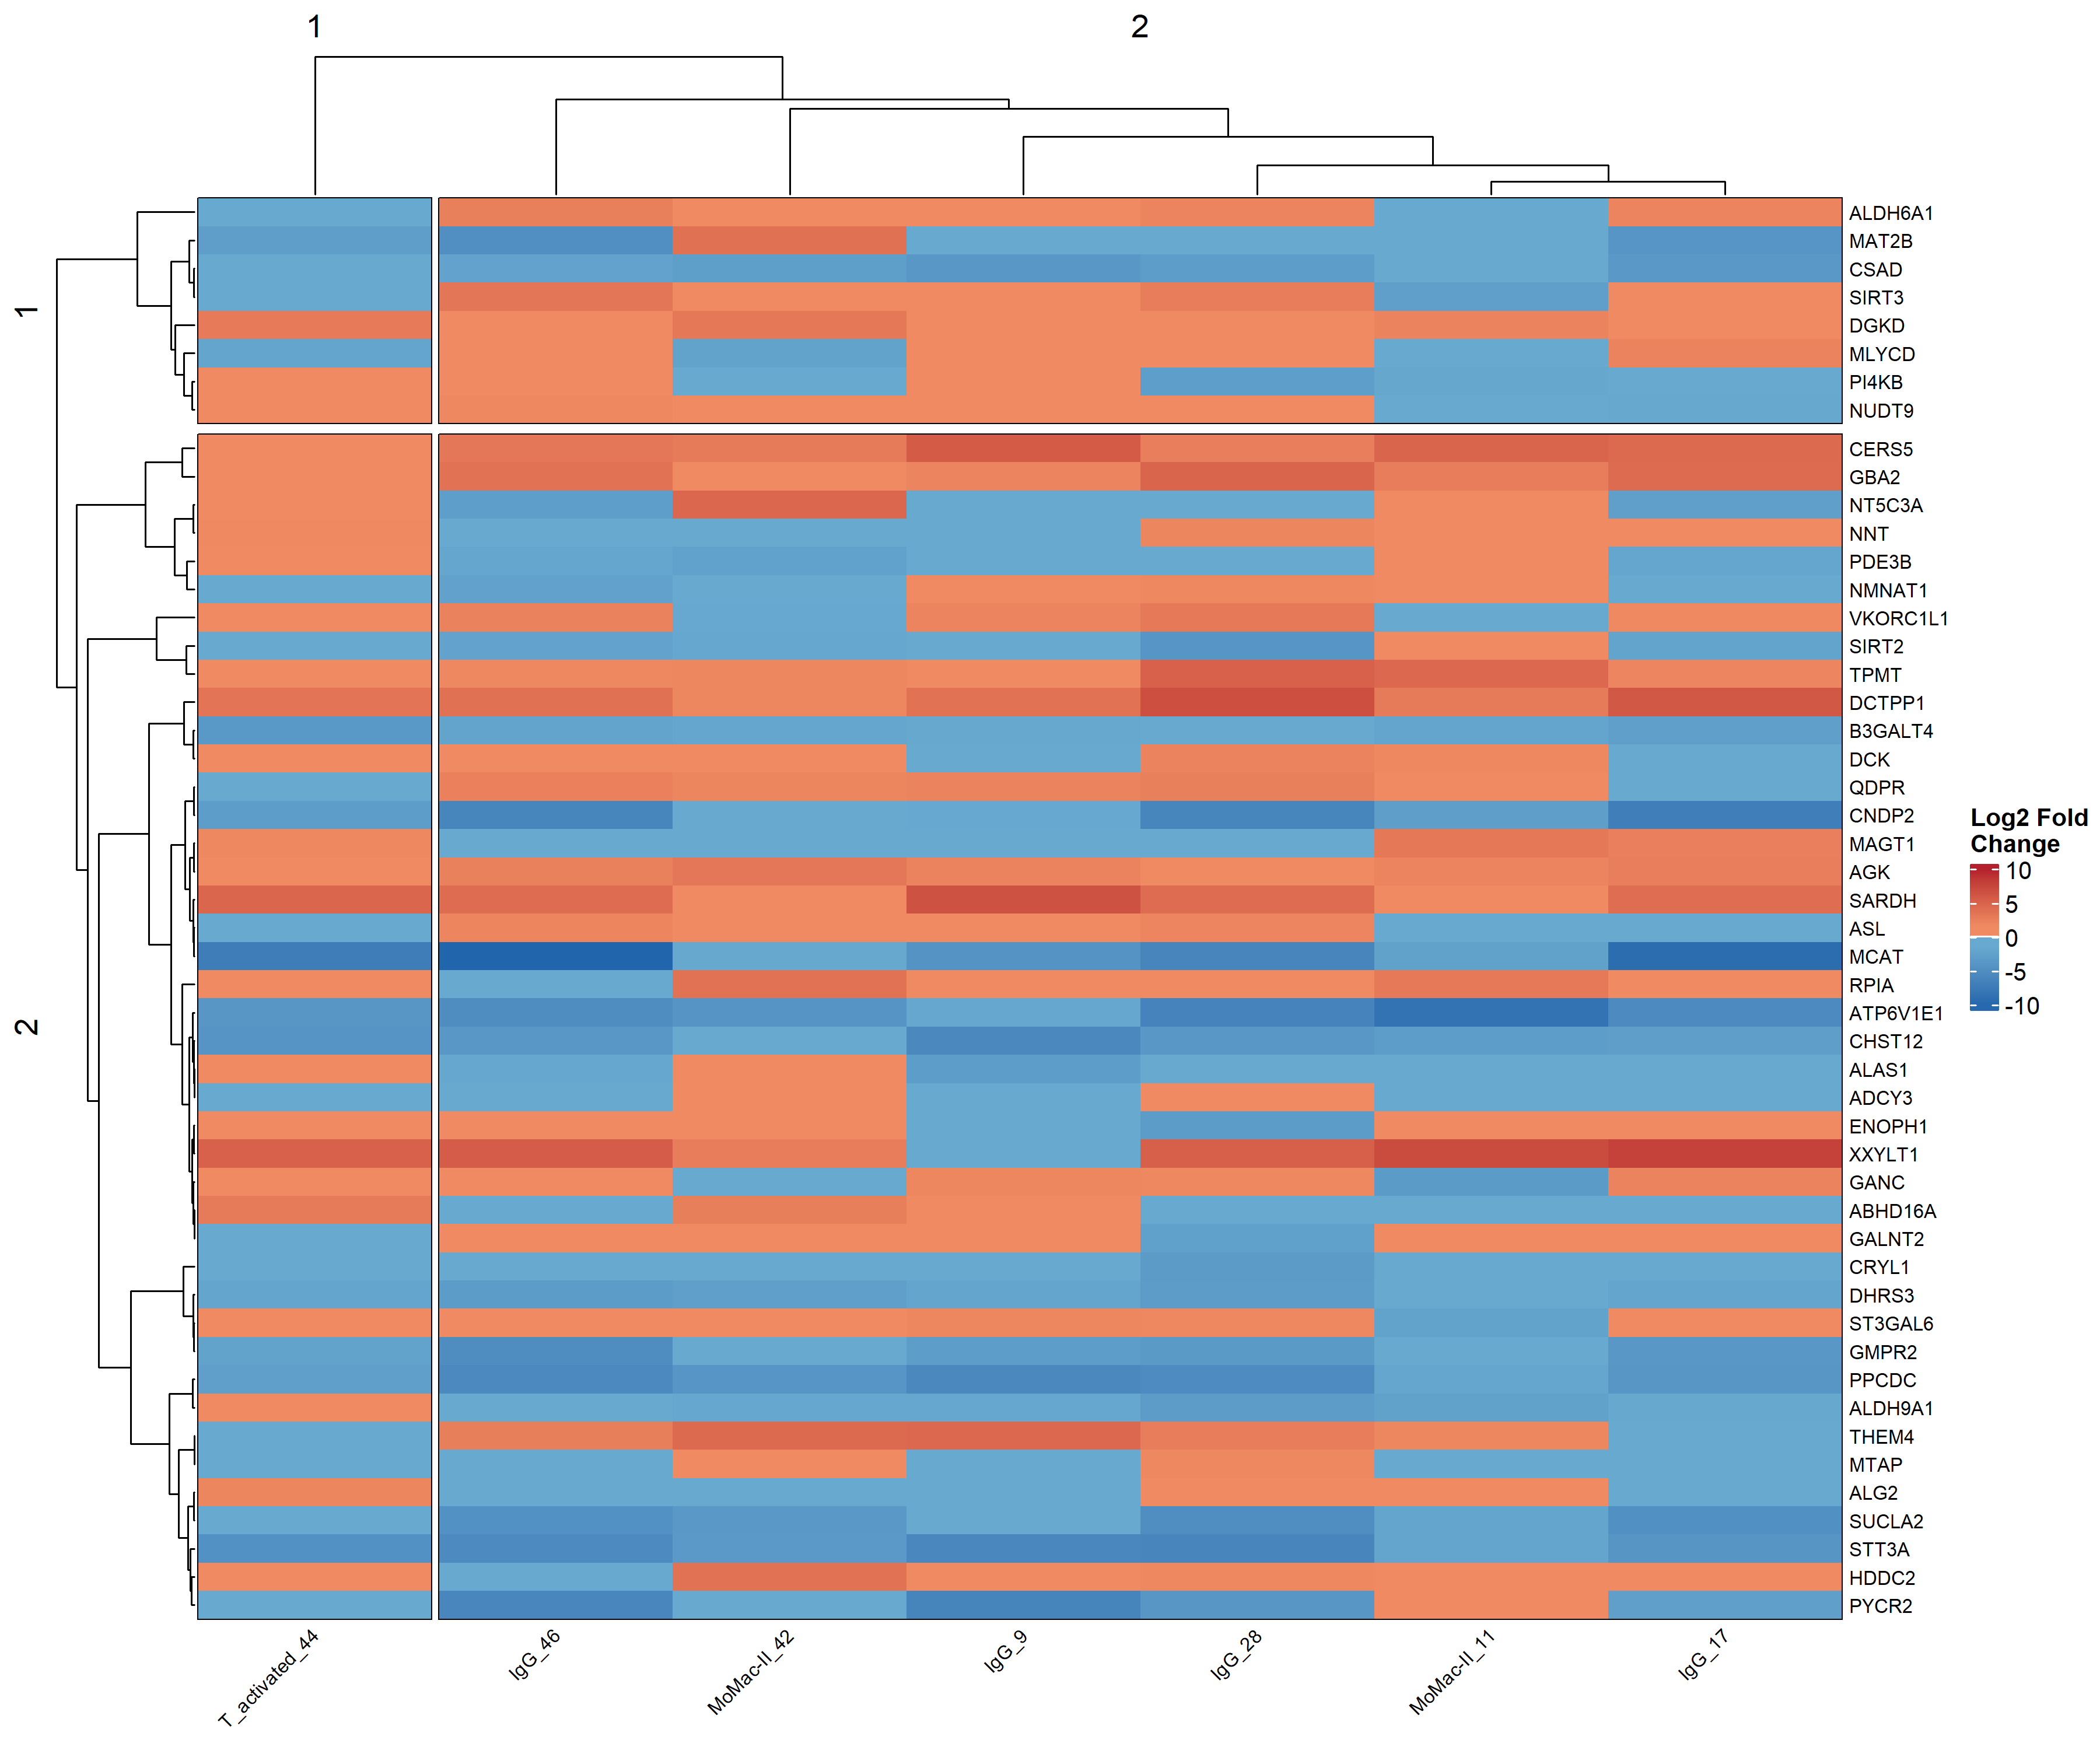 1
2
1
2
ALDH6A1
MAT2B
CSAD
SIRT3
DGKD
MLYCD
PI4KB
NUDT9
CERS5
GBA2
NT5C3A
NNT
PDE3B
NMNAT1
VKORC1L1
SIRT2
TPMT
DCTPP1
B3GALT4
DCK
QDPR
CNDP2
MAGT1
AGK
SARDH
ASL
MCAT
RPIA
ATP6V1E1
CHST12
ALAS1
ADCY3
ENOPH1
XXYLT1
GANC
ABHD16A
GALNT2
CRYL1
DHRS3
ST3GAL6
GMPR2
PPCDC
ALDH9A1
THEM4
MTAP
ALG2
SUCLA2
STT3A
HDDC2
PYCR2
T_activated_44
IgG_46
MoMac-II_42
IgG_9
IgG_28
MoMac-II_11
IgG_17
Log2 Fold
Change
10
5
0
-5
-10